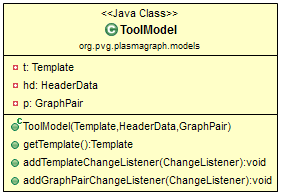 <<Java Class>>
C ToolModel
org.pvg.plasmagraph.models
t: Template
hd: HeaderData
p: GraphPair
c ToolModel(Template,HeaderData,GraphPair)
getTemplate():Template
addTemplateChangeListener(ChangeListener):void
addGraphPairChangeListener(ChangeListener):void